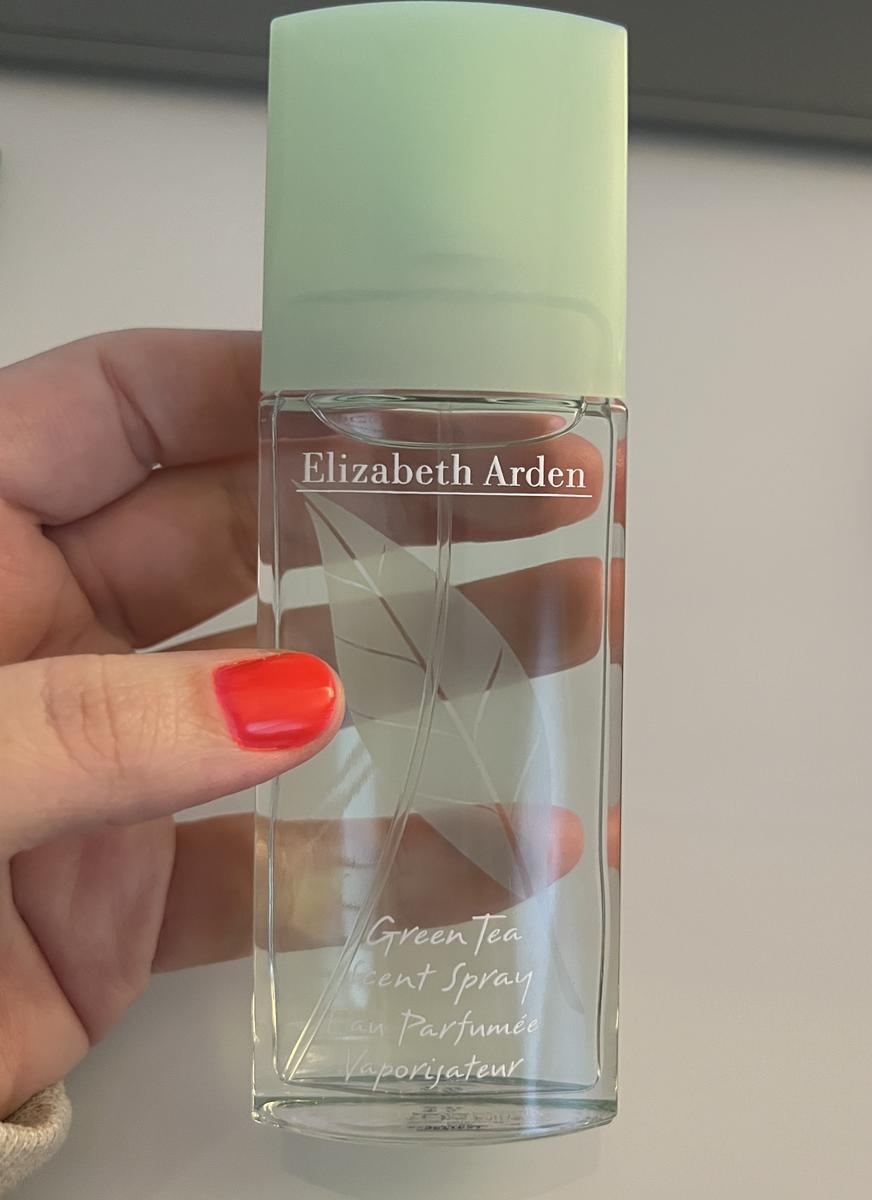 Elizabeth Arden
Green Tea
Scent Spray
Eau Parfumée
Vaporisateur